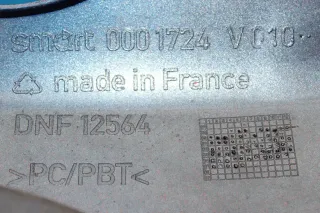 smart 0001724 V010
made in France
DNF 12564
>PC/PBT<